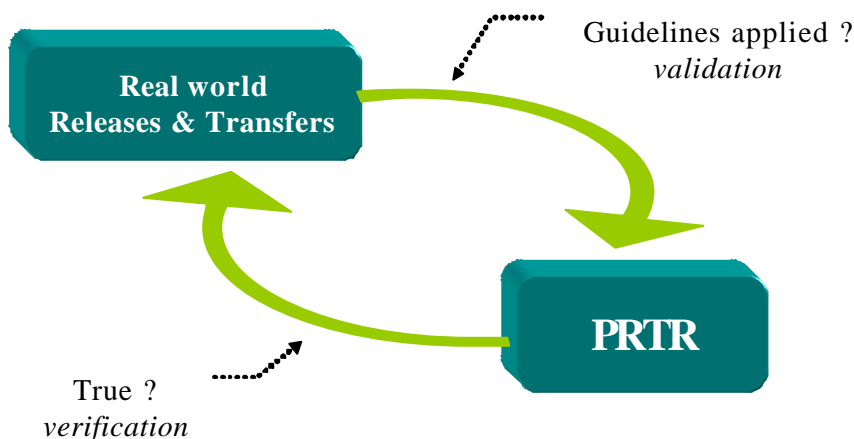 Guidelines applied ?
validation
Real world
Releases & Transfers
PRTR
True ?
verification